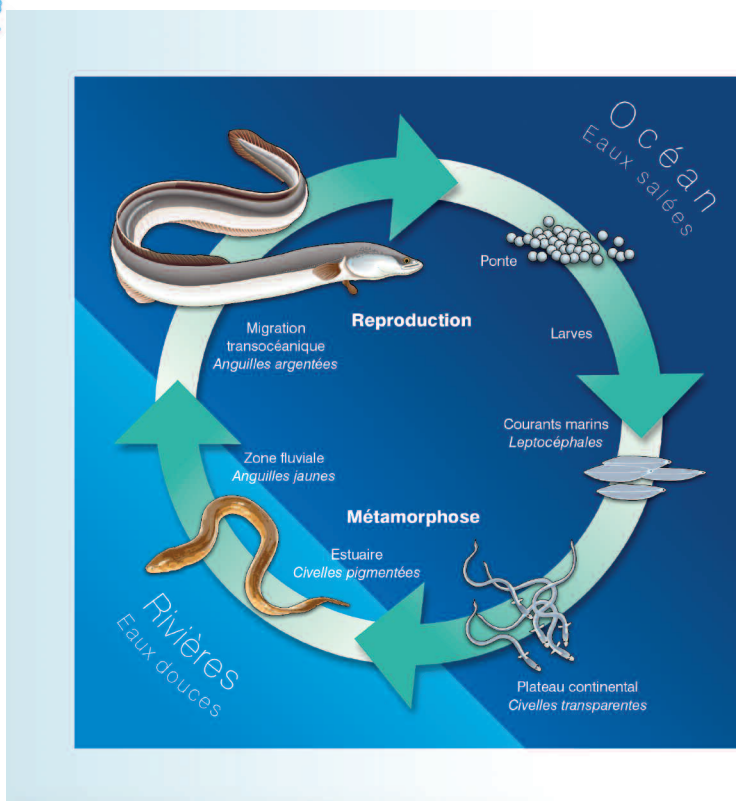 Océan
Eaux salées
Ponte
Reproduction
Migration
transocéanique
Anguilles argentées
Larves
Courants marins
Leptocéphales
Zone fluviale
Anguilles jaunes
Métamorphose
Estuaire
Civelles pigmentées
Rivières
Eaux douces
Plateau continental
Civelles transparentes